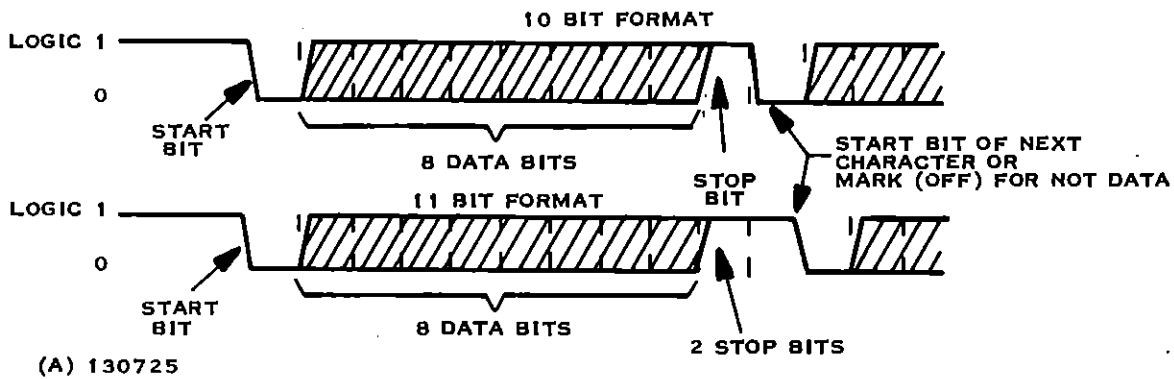 10 BIT FORMAT
LOGIC 1
0
START
BIT
8 DATA BITS
STOP
BIT
START BIT OF NEXT
CHARACTER OR
MARK (OFF) FOR NOT DATA
11 BIT FORMAT
LOGIC 1
0
START
BIT
8 DATA BITS
2 STOP BITS
(A) 130725